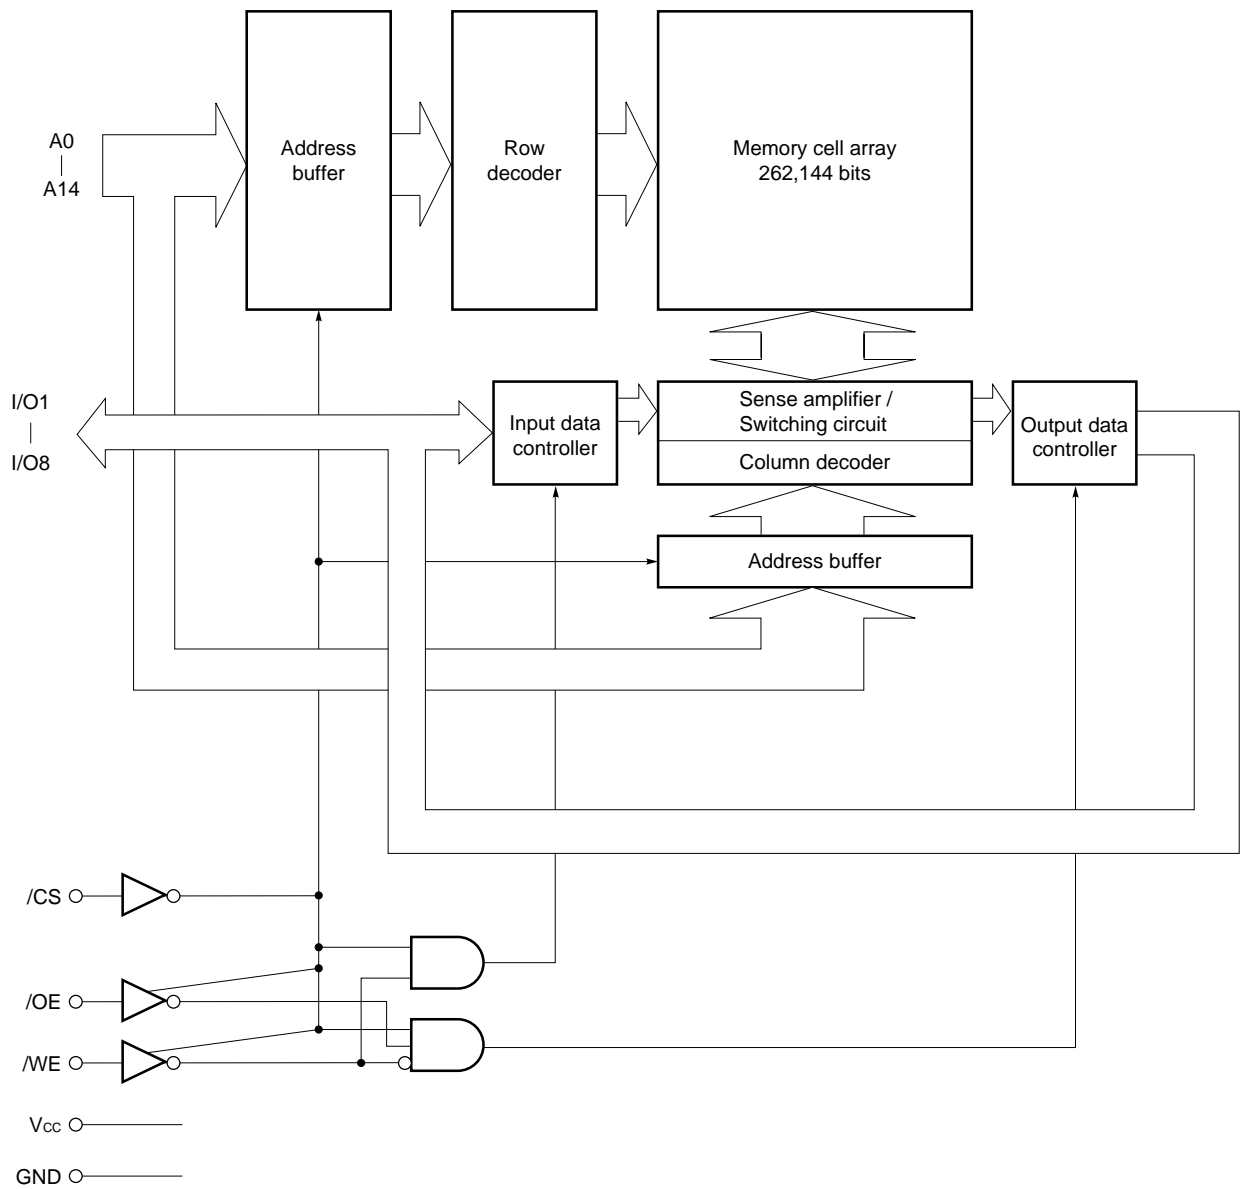 A0
A14
Address
buffer
Row
decoder
Memory cell array
262,144 bits
I/O1
I/O8
Input data
controller
Sense amplifier /
Switching circuit
Column decoder
Output data
controller
Address buffer
/CS
/OE
/WE
Vcc
GND